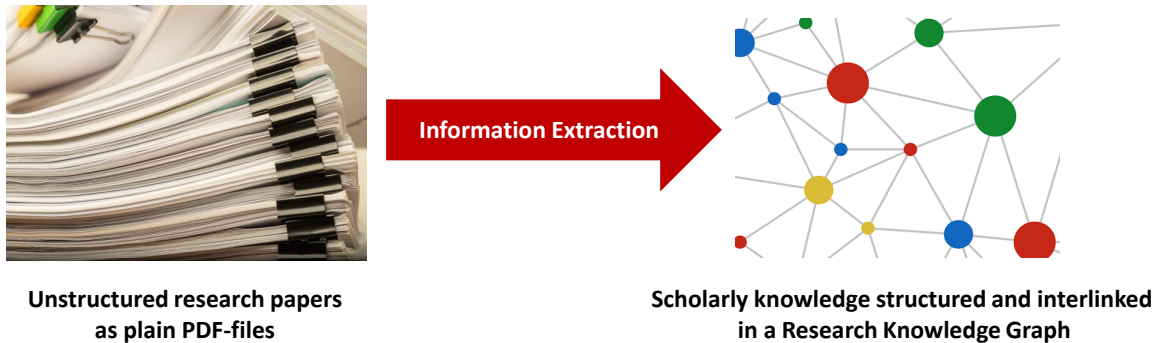 Information Extraction
Unstructured research papers
as plain PDF-files
Scholarly knowledge structured and interlinked
in a Research Knowledge Graph